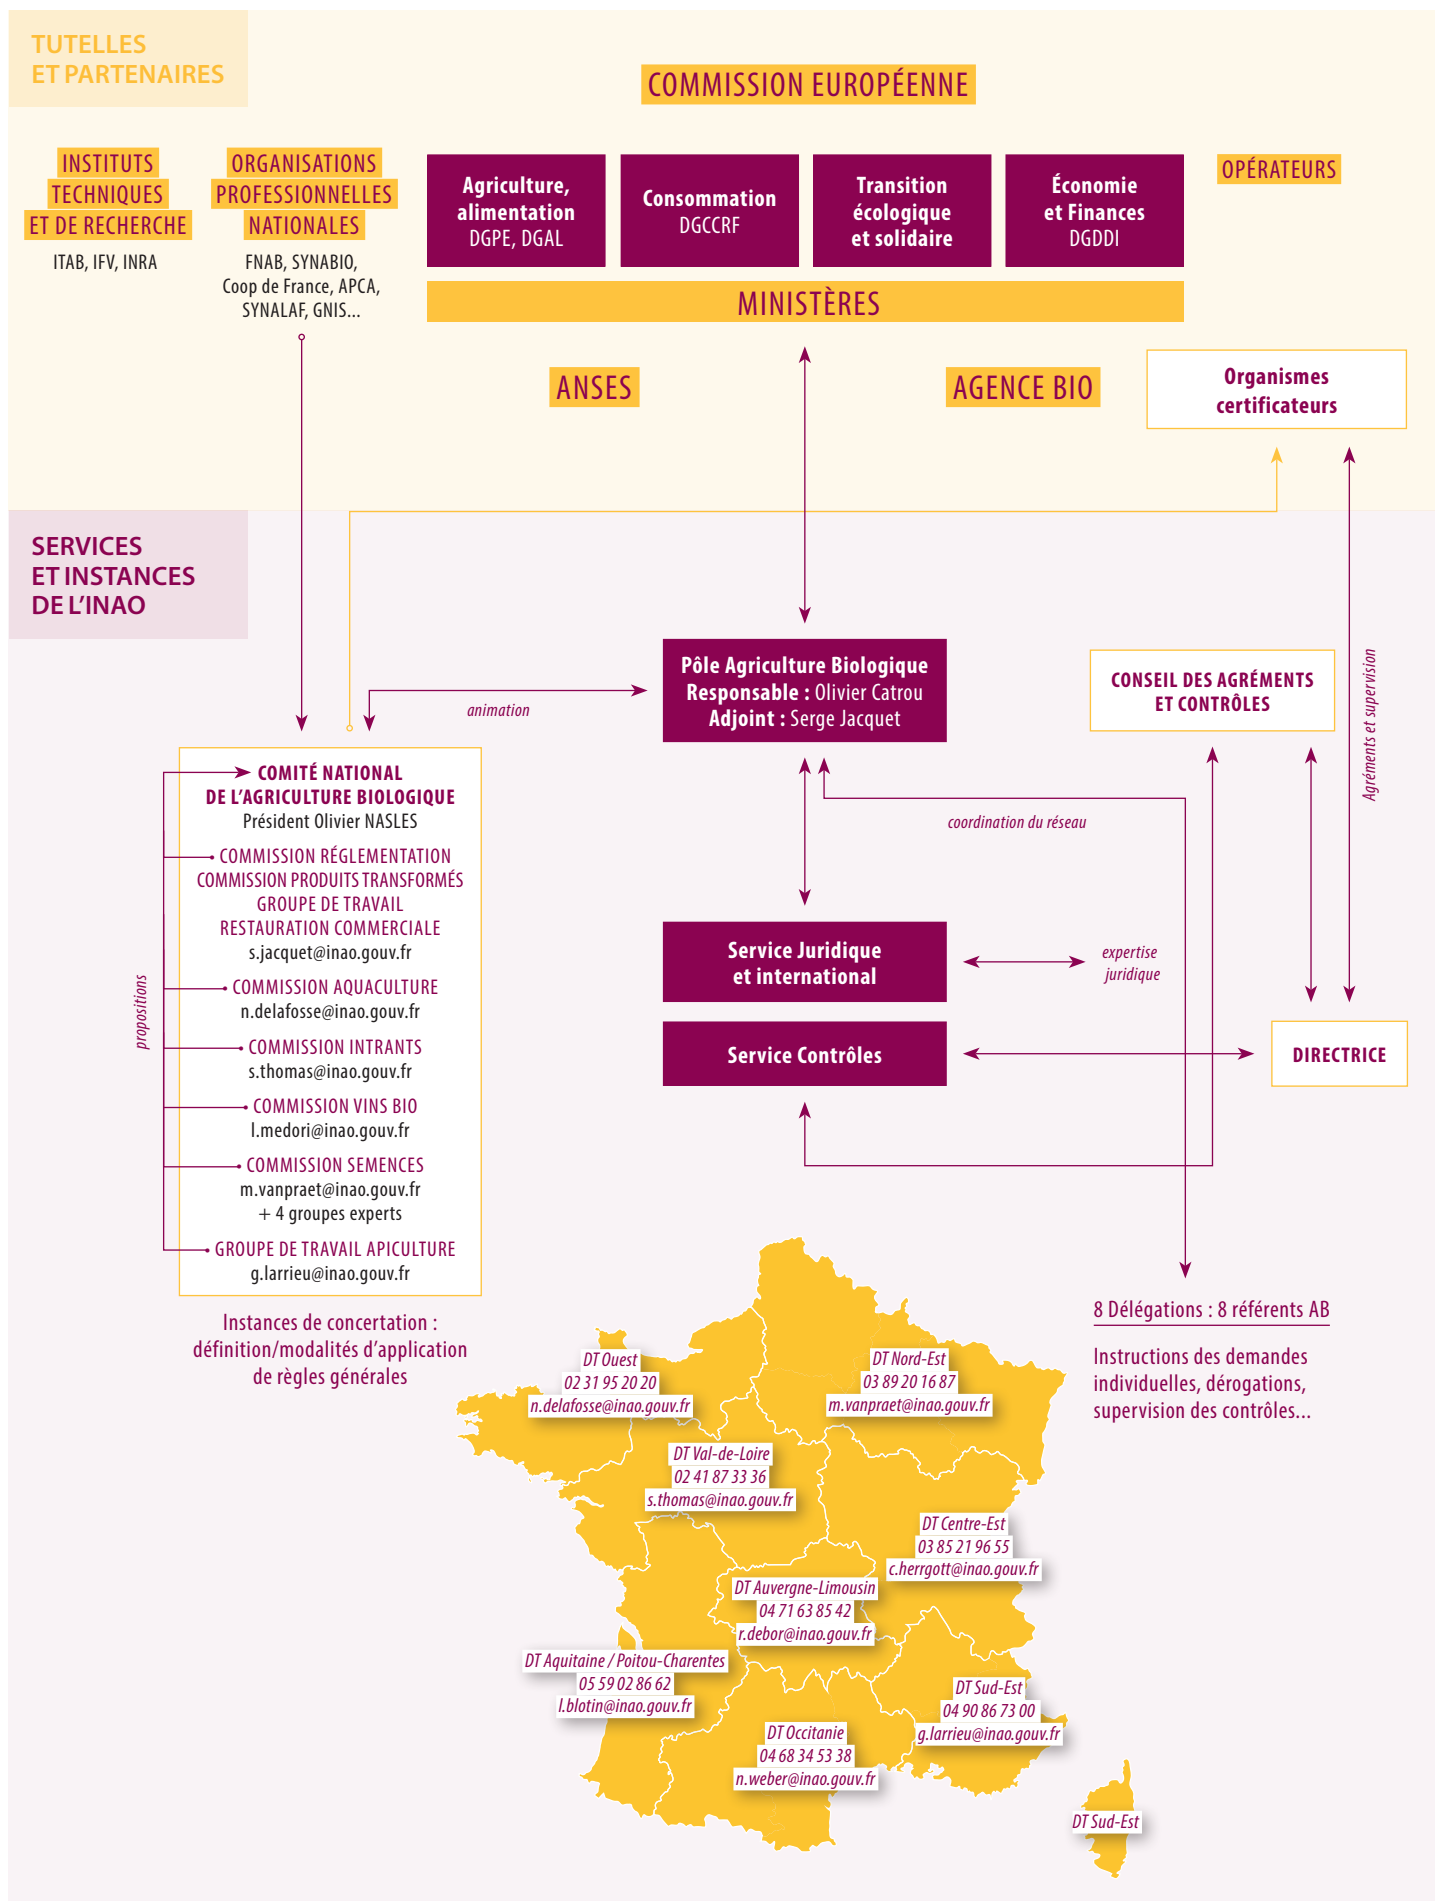 TUTELLES
ET PARTENAIRES
COMMISSION EUROPÉENNE
INSTITUTS
TECHNIQUES
ET DE RECHERCHE
ITAB, IFV, INRA
ORGANISATIONS
PROFESSIONNELLES
NATIONALES
FNAB, SYNABIO,
Coop de France, APCA,
SYNALAF, GNIS...
Agriculture,
alimentation
DGPE, DGAL
Consommation
DGCCRF
Transition
écologique
et solidaire
Économie
et Finances
DGDDI
MINISTÈRES
OPÉRATEURS
ANSES
AGENCE BIO
Organismes
certificateurs
SERVICES
ET INSTANCES
DE L’INAO
Pôle Agriculture Biologique
Responsable : Olivier Catrou
Adjoint : Serge Jacquet
animation
CONSEIL DES AGRÉMENTS
ET CONTRÔLES
Agréments et supervision
coordination du réseau
COMITÉ NATIONAL
DE L’AGRICULTURE BIOLOGIQUE
Président Olivier NASLES
COMMISSION RÉGLEMENTATION
COMMISSION PRODUITS TRANSFORMÉS
GROUPE DE TRAVAIL
RESTAURATION COMMERCIALE
s.jacquet@inao.gouv.fr
COMMISSION AQUACULTURE
n.delafosse@inao.gouv.fr
COMMISSION INTRANTS
s.thomas@inao.gouv.fr
COMMISSION VINS BIO
l.medori@inao.gouv.fr
COMMISSION SEMENCES
m.vanpraet@inao.gouv.fr
+ 4 groupes experts
GROUPE DE TRAVAIL APICULTURE
g.larrieu@inao.gouv.fr
propositions
Instances de concertation :
définition/modalités d’application
de règles générales
Service Juridique
et international
expertise
juridique
Service Contrôles
DIRECTRICE
8 Délégations : 8 référents AB
Instructions des demandes
individuelles, dérogations,
supervision des contrôles...
DT Ouest
02 31 95 20 20
n.delafosse@inao.gouv.fr
DT Nord-Est
03 89 20 16 87
m.vanpraet@inao.gouv.fr
DT Val-de-Loire
02 41 87 33 36
s.thomas@inao.gouv.fr
DT Centre-Est
03 85 21 96 55
c.herrgott@inao.gouv.fr
DT Auvergne-Limousin
04 71 63 85 42
r.debor@inao.gouv.fr
DT Aquitaine / Poitou-Charentes
05 59 02 86 62
l.blotin@inao.gouv.fr
DT Sud-Est
04 90 86 73 00
g.larrieu@inao.gouv.fr
DT Occitanie
04 68 34 53 38
n.weber@inao.gouv.fr
DT Sud-Est